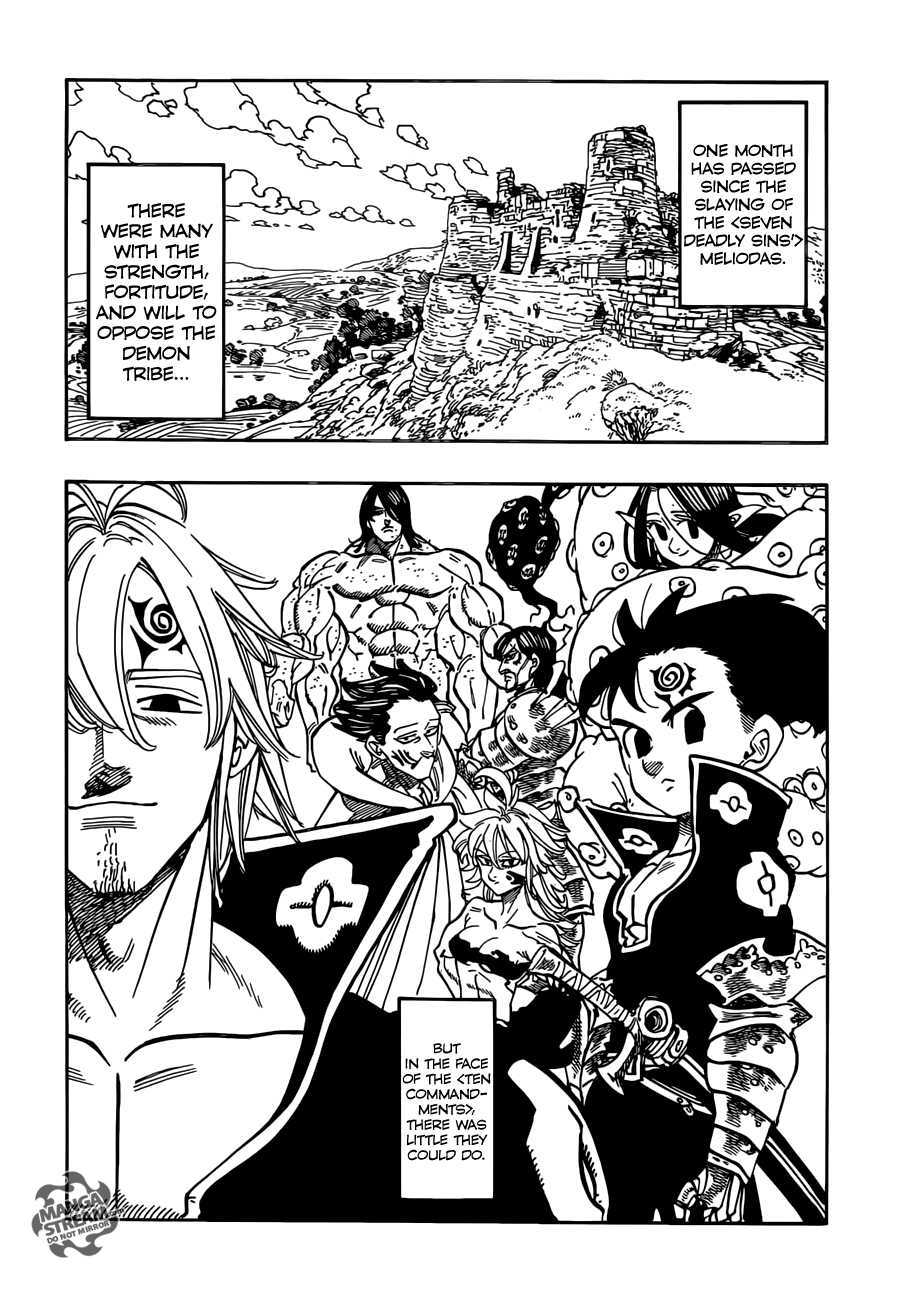 ONE MONTH
HAS PASSED
SINCE THE
SLAYING OF
THE <SEVEN
DEADLY SINS'>
MELIODAS.
THERE
WERE MANY
WITH THE
STRENGTH,
FORTITUDE,
AND WILL TO
OPPOSE THE
DEMON
TRIBE...
BUT
IN THE FACE
OF THE <TEN
COMMAND-
MENTS>,
THERE WAS
LITTLE THEY
COULD DO.
MANGA
STREAM
DO NOT MIRROR